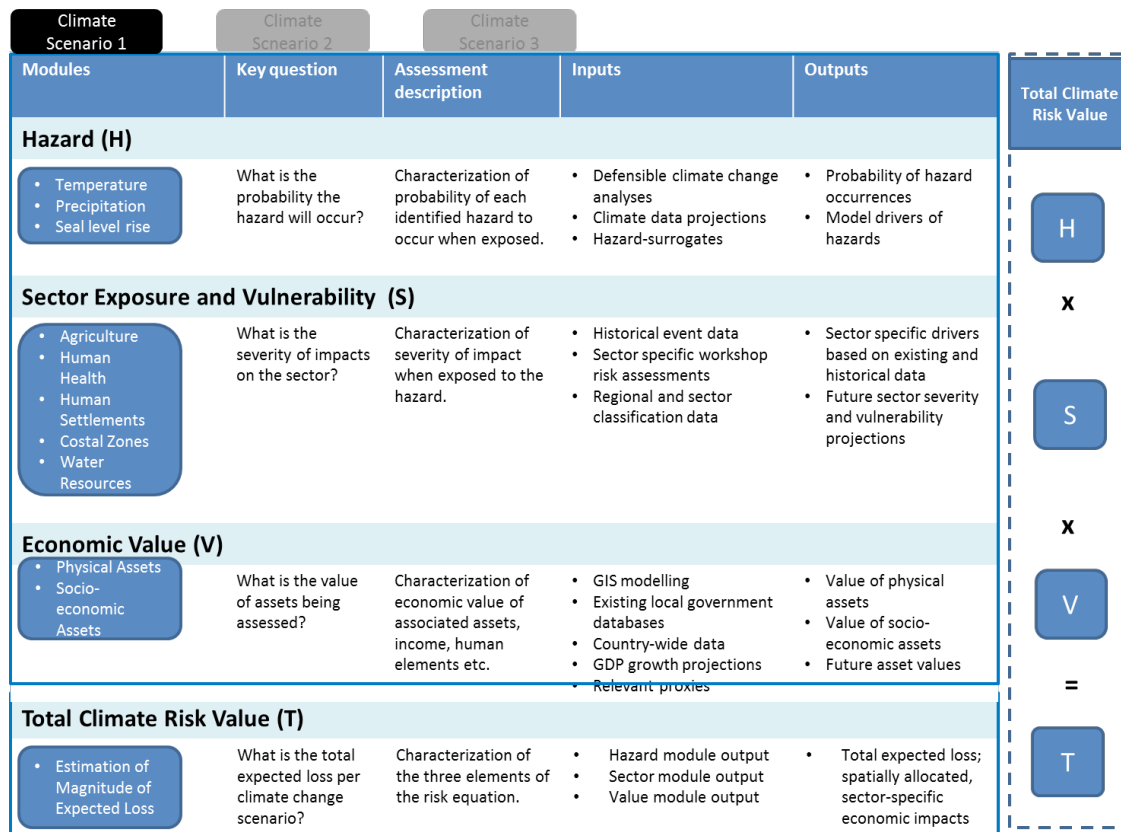 Climate
Scenario 1
Climate
Scneario 2
Climate
Scenario 3
Modules
Key question
Assessment
description
Inputs
Outputs
Hazard (H)
• Temperature
• Precipitation
• Seal level rise
What is the
probability the
hazard will occur?
Characterization of
probability of each
identified hazard to
occur when exposed.
• Defensible climate change
analyses
• Climate data projections
• Hazard-surrogates
• Probability of hazard
occurrences
• Model drivers of
hazards
Sector Exposure and Vulnerability (S)
• Agriculture
• Human
Health
• Human
Settlements
• Costal Zones
• Water
Resources
What is the
severity of impacts
on the sector?
Characterization of
severity of impact
when exposed to the
hazard.
• Historical event data
• Sector specific workshop
risk assessments
• Regional and sector
classification data
• Sector specific drivers
based on existing and
historical data
• Future sector severity
and vulnerability
projections
Economic Value (V)
• Physical Assets
• Socio-
economic
Assets
What is the value
of assets being
assessed?
Characterization of
economic value of
associated assets,
income, human
elements etc.
• GIS modelling
• Existing local government
databases
• Country-wide data
• GDP growth projections
• Relevant proxies
• Value of physical
assets
• Value of socio-
economic assets
• Future asset values
Total Climate Risk Value (T)
• Estimation of
Magnitude of
Expected Loss
What is the total
expected loss per
climate change
scenario?
Characterization of
the three elements of
the risk equation.
• Hazard module output
• Sector module output
• Value module output
• Total expected loss;
spatially allocated,
sector-specific
economic impacts
Total Climate
Risk Value
H
x
S
x
V
=
T